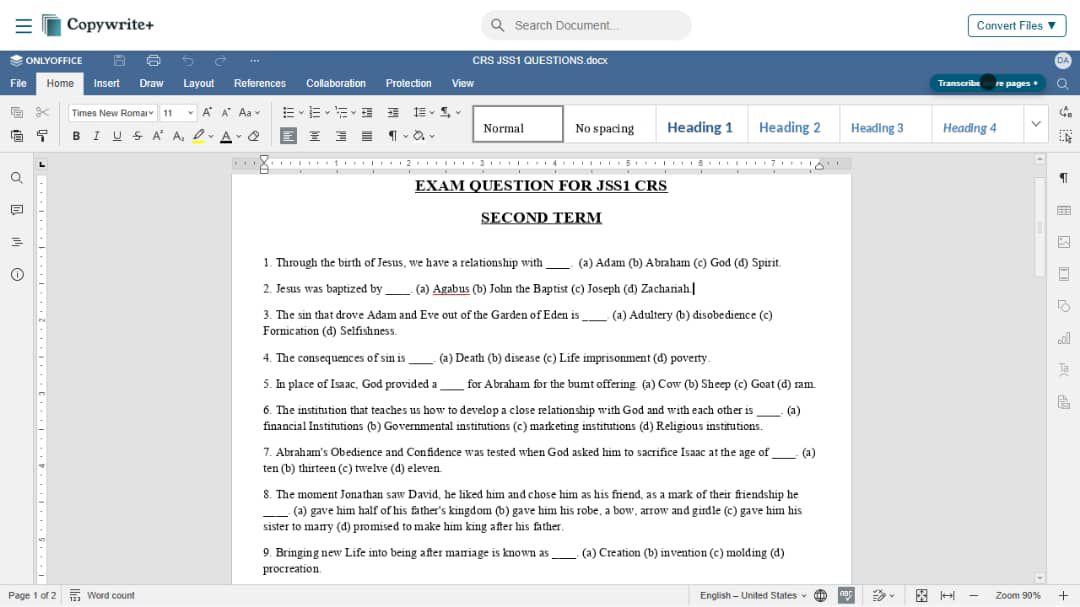 Copywrite+
Search Document...
Convert Files ▼
ONLYOFFICE
...
CRS JSS1 QUESTIONS.docx
DA
File Home Insert Draw Layout References Collaboration Protection View
Transcribe re pages +
Times New Roman 11
Normal
No spacing
Heading 1
Heading 2
Heading 3
Heading 4
EXAM QUESTION FOR JSS1 CRS
SECOND TERM
1. Through the birth of Jesus, we have a relationship with ____. (a) Adam (b) Abraham (c) God (d) Spirit.
2. Jesus was baptized by ____. (a) Agabus (b) John the Baptist (c) Joseph (d) Zachariah.
3. The sin that drove Adam and Eve out of the Garden of Eden is ____. (a) Adultery (b) disobedience (c)
Fornication (d) Selfishness.
4. The consequences of sin is ____. (a) Death (b) disease (c) Life imprisonment (d) poverty.
5. In place of Isaac, God provided a ____ for Abraham for the burnt offering. (a) Cow (b) Sheep (c) Goat (d) ram.
6. The institution that teaches us how to develop a close relationship with God and with each other is ____. (a)
financial Institutions (b) Governmental institutions (c) marketing institutions (d) Religious institutions.
7. Abraham's Obedience and Confidence was tested when God asked him to sacrifice Isaac at the age of ____. (a)
ten (b) thirteen (c) twelve (d) eleven.
8. The moment Jonathan saw David, he liked him and chose him as his friend, as a mark of their friendship he
____. (a) gave him half of his father's kingdom (b) gave him his robe, a bow, arrow and girdle (c) gave him his
sister to marry (d) promised to make him king after his father.
9. Bringing new Life into being after marriage is known as ____. (a) Creation (b) invention (c) molding (d)
procreation.
Page 1 of 2 Word count English – United States Zoom 90%